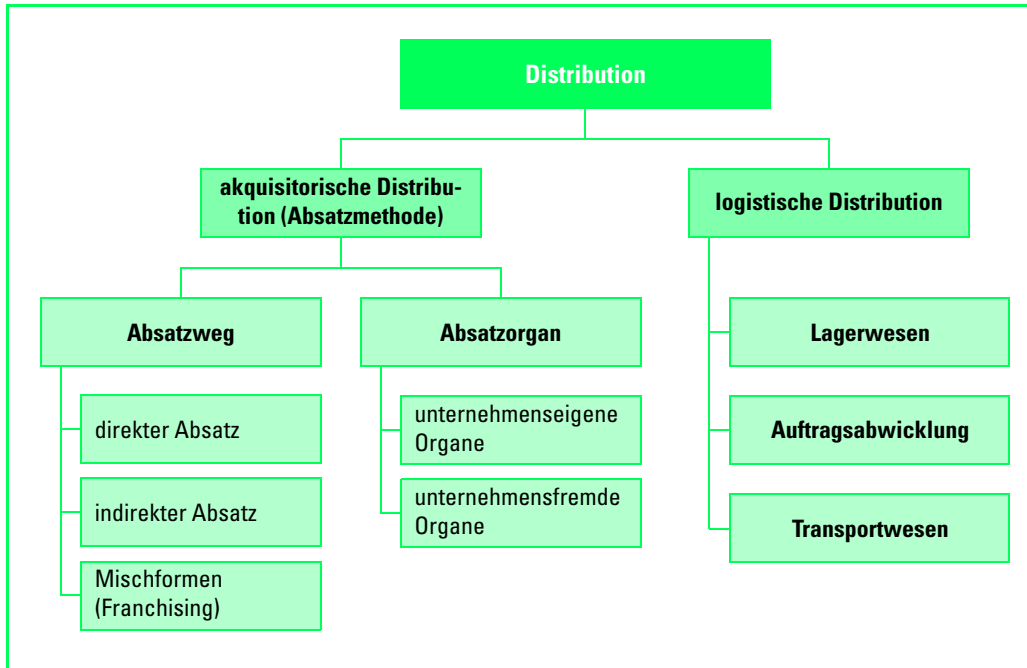 Distribution
akquisitorische Distribu-
tion (Absatzmethode)
logistische Distribution
Absatzweg
Absatzorgan
Lagerwesen
direkter Absatz
unternehmenseigene
Organe
Auftragsabwicklung
indirekter Absatz
unternehmensfremde
Organe
Transportwesen
Mischformen
(Franchising)